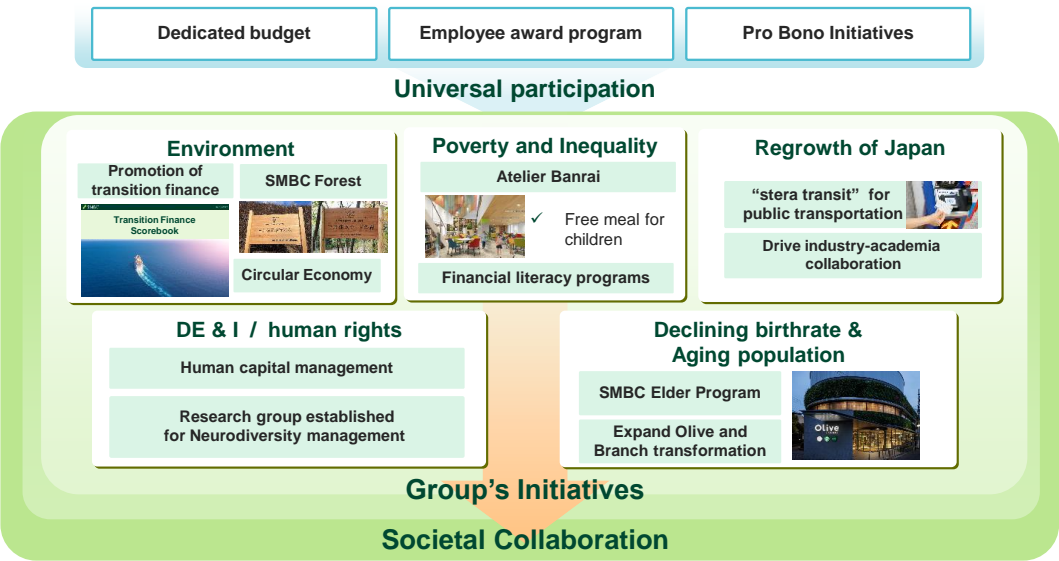 Dedicated budget
Employee award program
Pro Bono Initiatives
Universal participation
Environment
Promotion of
transition finance
SMBC Forest
Transition Finance
Scorebook
Circular Economy
Poverty and Inequality
Atelier Banrai
✓ Free meal for
children
Financial literacy programs
Regrowth of Japan
“stera transit” for
public transportation
Drive industry-academia
collaboration
DE & I / human rights
Human capital management
Research group established
for Neurodiversity management
Declining birthrate &
Aging population
SMBC Elder Program
Expand Olive and
Branch transformation
Olive
Group’s Initiatives
Societal Collaboration